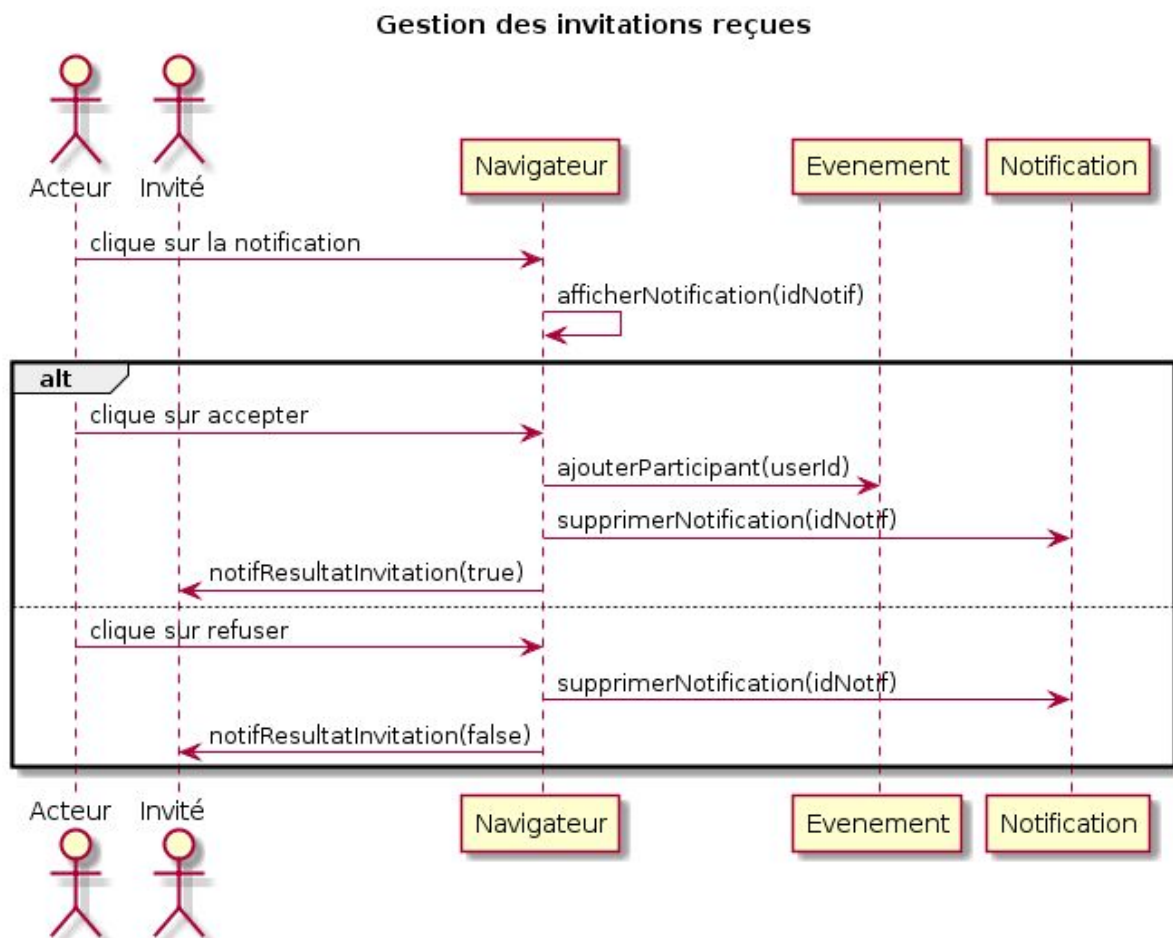 Gestion des invitations reçues
Acteur
Invité
Navigateur
Evenement
Notification
clique sur la notification
afficherNotification(idNotif)
alt
clique sur accepter
ajouterParticipant(userId)
supprimerNotification(idNotif)
notifResultatInvitation(true)
clique sur refuser
supprimerNotification(idNotif)
notifResultatInvitation(false)
Acteur
Invité
Navigateur
Evenement
Notification